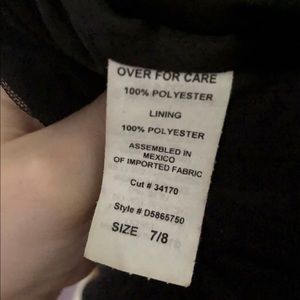 OVER FOR CARE
100% POLYESTER
LINING
100% POLYESTER
ASSEMBLED IN
MEXICO
OF IMPORTED FABRIC
Cut # 34170
Style # D5865750
SIZE 7/8